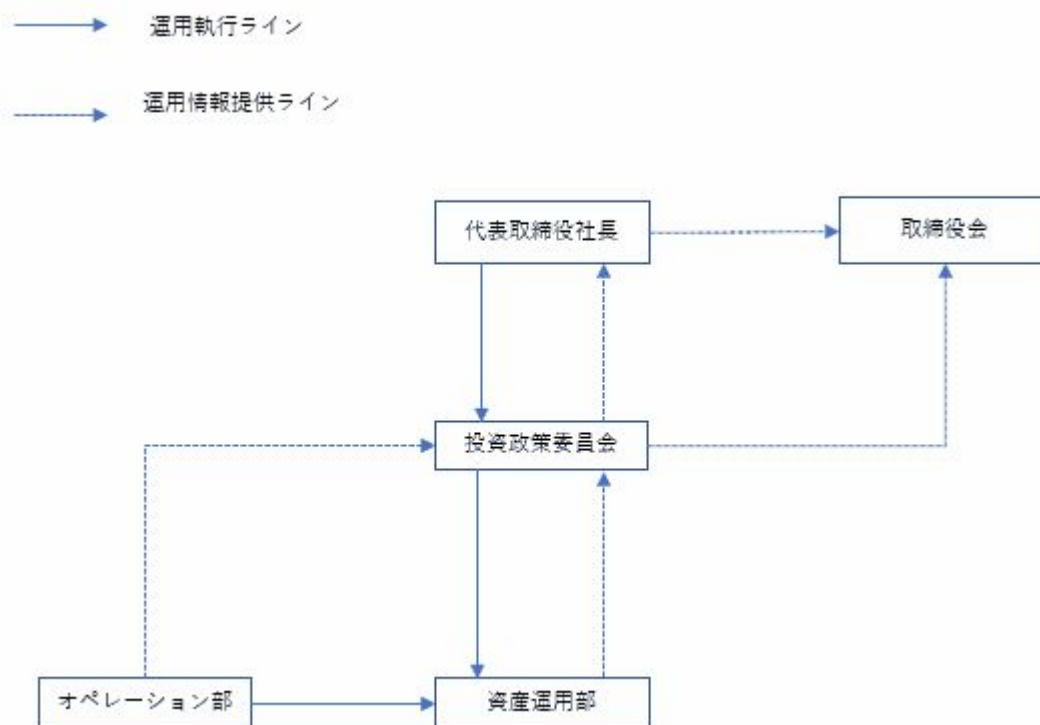 運用執行ライン
運用情報提供ライン
代表取締役社長
取締役会
投資政策委員会
オペレーション部
資産運用部